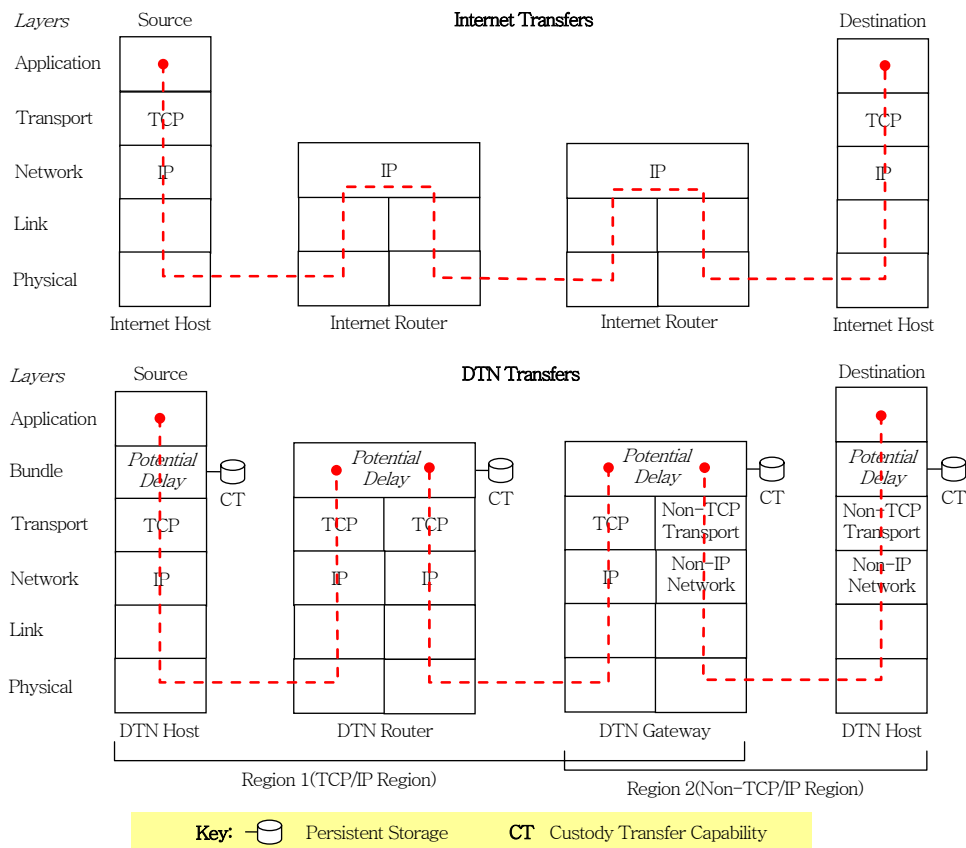 Layers Source Internet Transfers Destination
Application
Transport TCP TCP
Network IP IP IP IP
Link
Physical
Internet Host Internet Router Internet Router Internet Host
Layers Source DTN Transfers Destination
Application
Bundle Potential Delay CT Potential Delay CT Potential Delay CT Potential Delay CT
Transport TCP TCP TCP TCP Non-TCP Transport Non-TCP Transport
Network IP IP IP IP Non-IP Network Non-IP Network
Link
Physical
DTN Host DTN Router DTN Gateway DTN Host
Region 1(TCP/IP Region)
Region 2(Non-TCP/IP Region)
Key: Persistent Storage CT Custody Transfer Capability